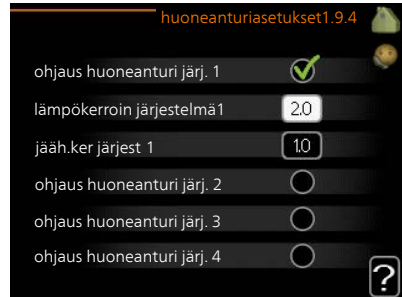 huoneanturiasetukset1.9.4
ohjaus huoneanturi järj. 1
lämpökerroin järjestelmä1 2.0
jääh.ker järjest 1 1.0
ohjaus huoneanturi järj. 2
ohjaus huoneanturi järj. 3
ohjaus huoneanturi järj. 4
?